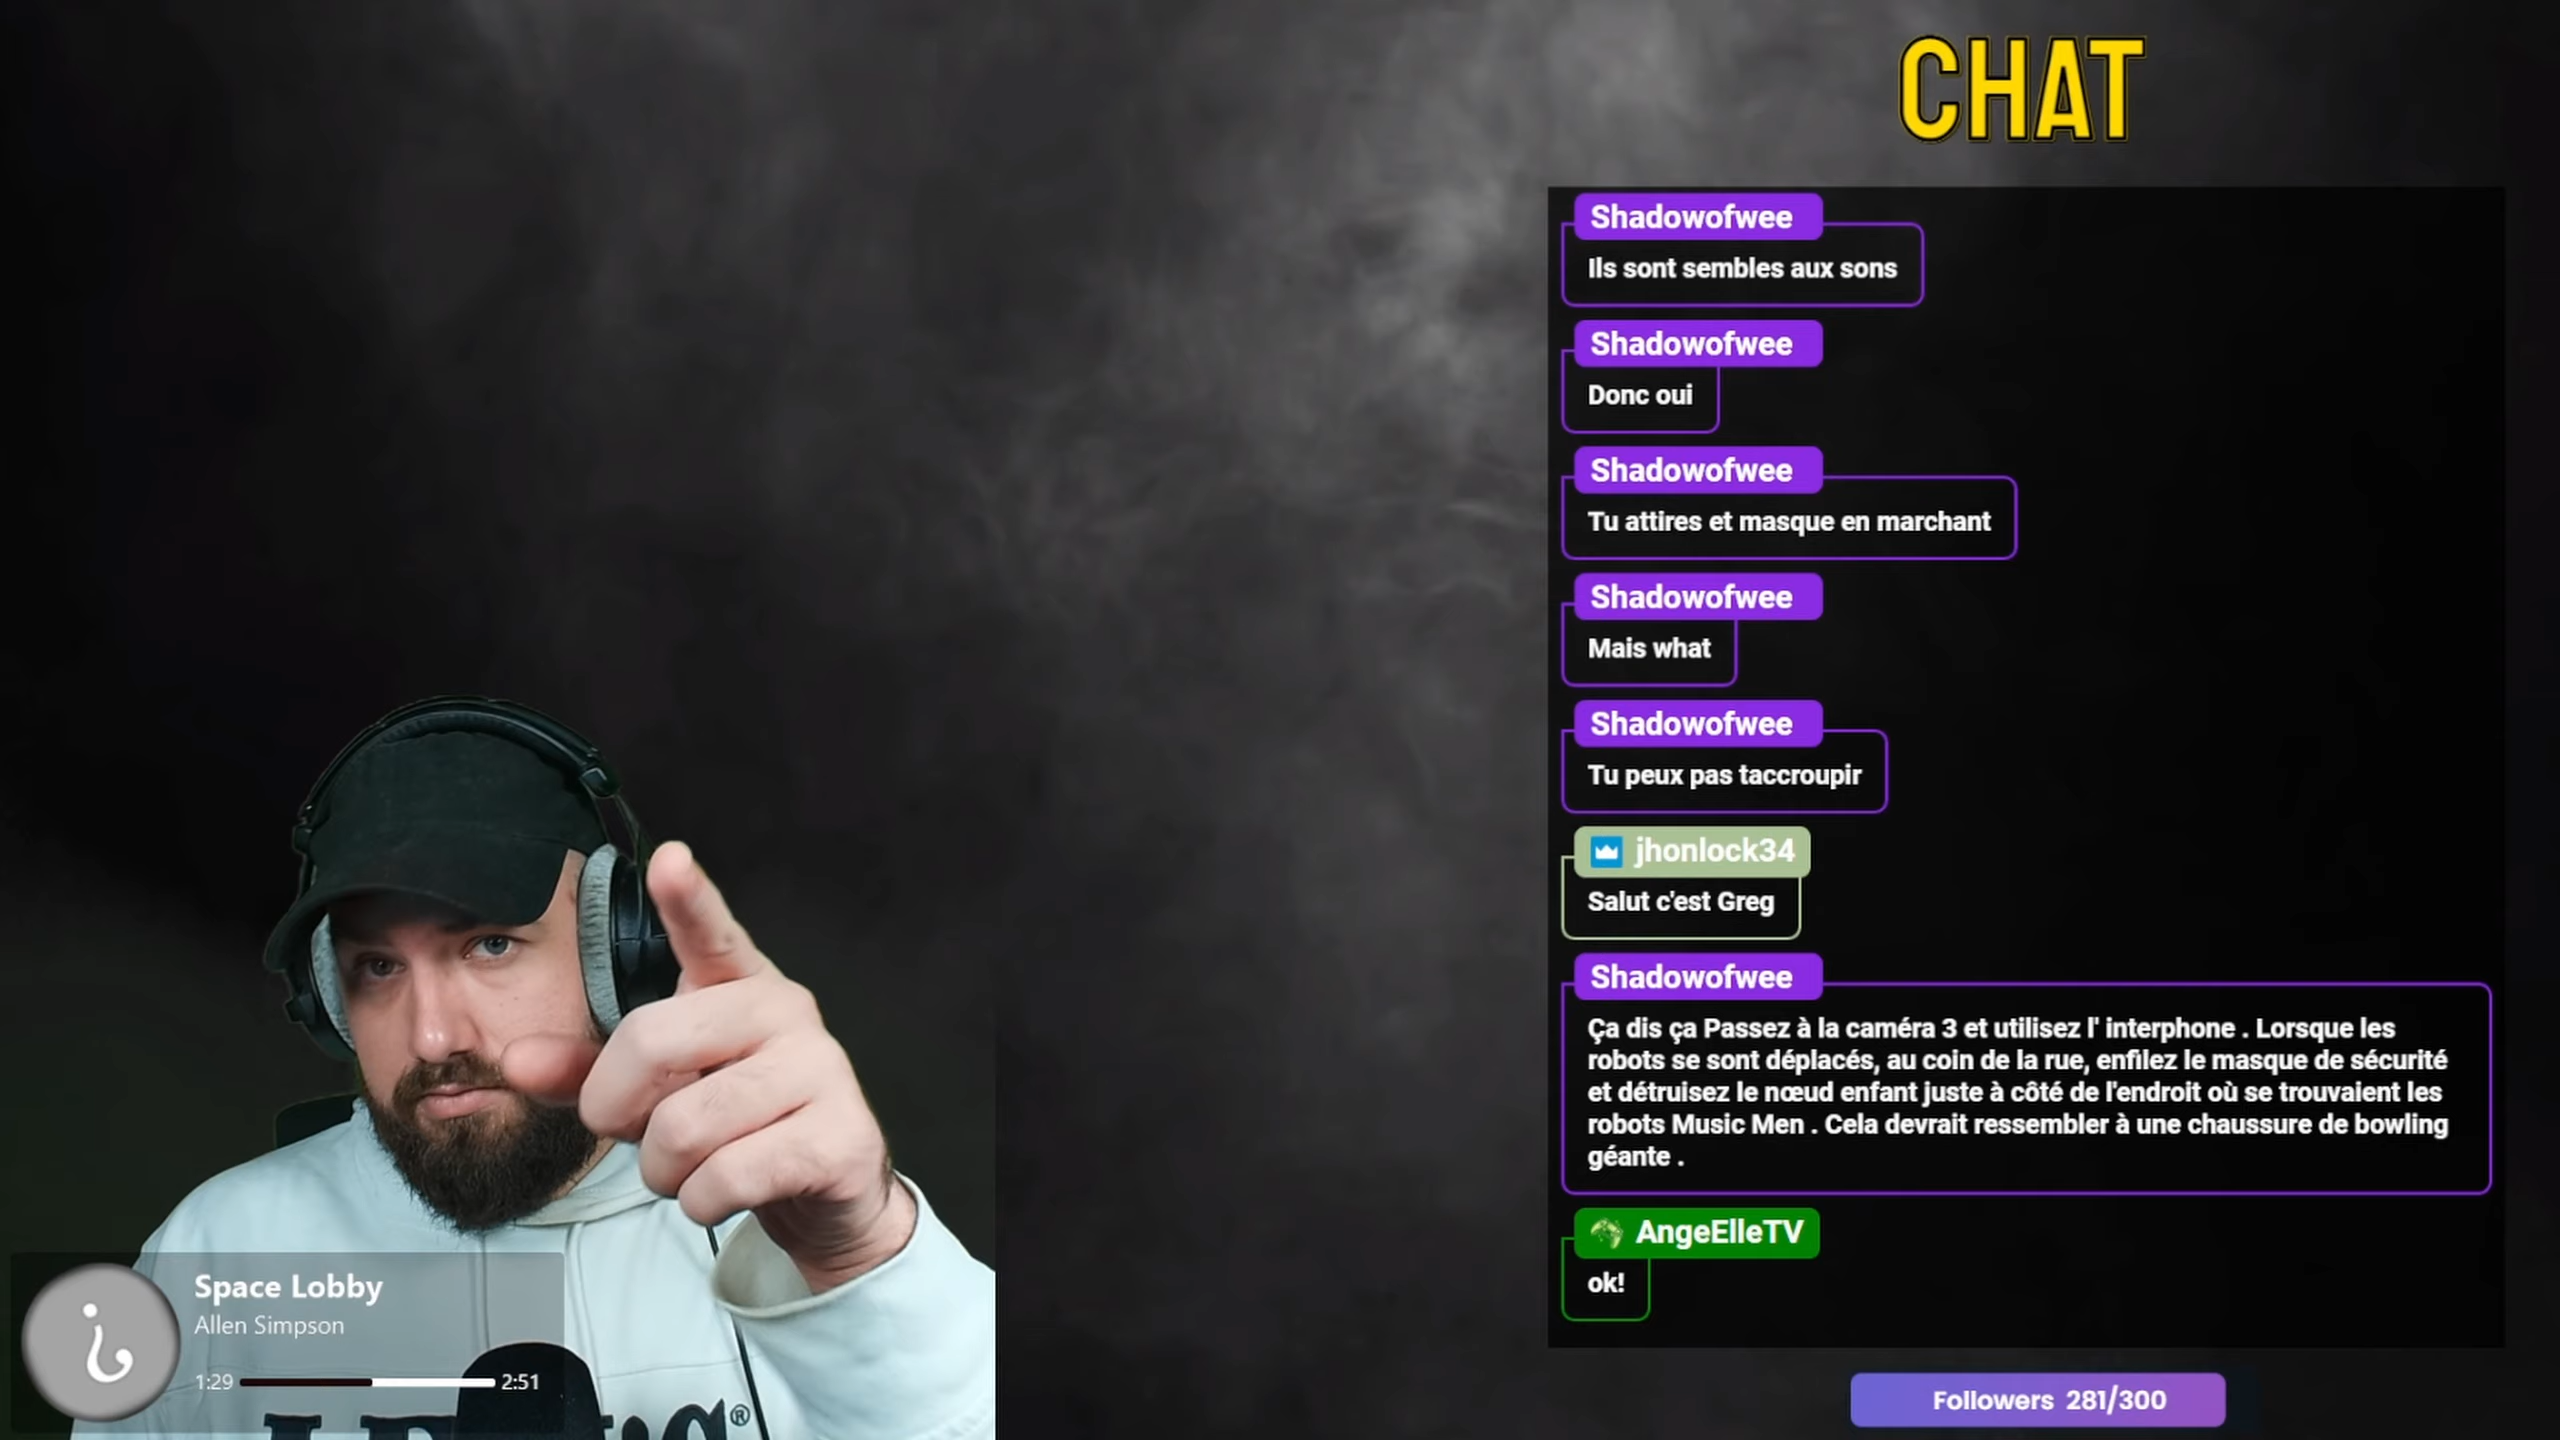 CHAT
Shadowofwee
Ils sont sembles aux sons
Shadowofwee
Donc oui
Shadowofwee
Tu attires et masque en marchant
Shadowofwee
Mais what
Shadowofwee
Tu peux pas taccroupir
jhonlock34
Salut c'est Greg
Shadowofwee
Ça dis ça Passez à la caméra 3 et utilisez l' interphone . Lorsque les
robots se sont déplacés, au coin de la rue, enfilez le masque de sécurité
et détruisez le nœud enfant juste à côté de l'endroit où se trouvaient les
robots Music Men . Cela devrait ressembler à une chaussure de bowling
géante .
AngeElleTV
ok!
Followers 281/300
Space Lobby
Allen Simpson
1:29 2:51